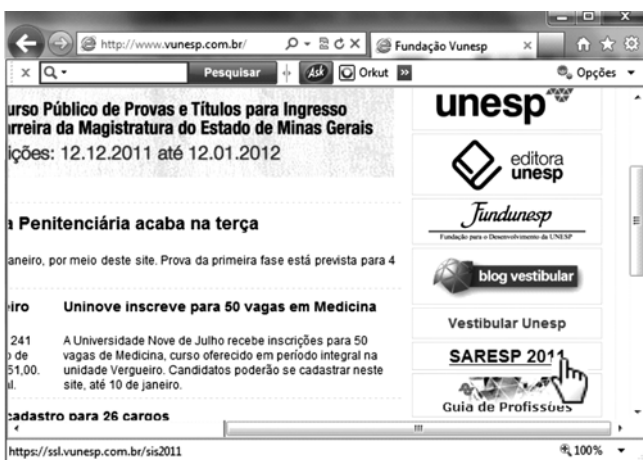 http://www.vunesp.com.br/
Fundação Vunesp
Pesquisar
Ask
Orkut
Opções
urso Público de Provas e Títulos para Ingresso
rreira da Magistratura do Estado de Minas Gerais
ições: 12.12.2011 até 12.01.2012
a Penitenciária acaba na terça
aneiro, por meio deste site. Prova da primeira fase está prevista para 4
eiro
241
o de
51,00.
al.
Uninove inscreve para 50 vagas em Medicina
A Universidade Nove de Julho recebe inscrições para 50
vagas de Medicina, curso oferecido em período integral na
unidade Vergueiro. Candidatos poderão se cadastrar neste
site, até 10 de janeiro.
cadastro para 26 cargos
unesp
editora
unesp
Fundunesp
Fundação para o Desenvolvimento da UNESP
blog vestibular
Vestibular Unesp
SARESP 2011
Guia de Profissões
https://ssl.vunesp.com.br/sis2011
100%